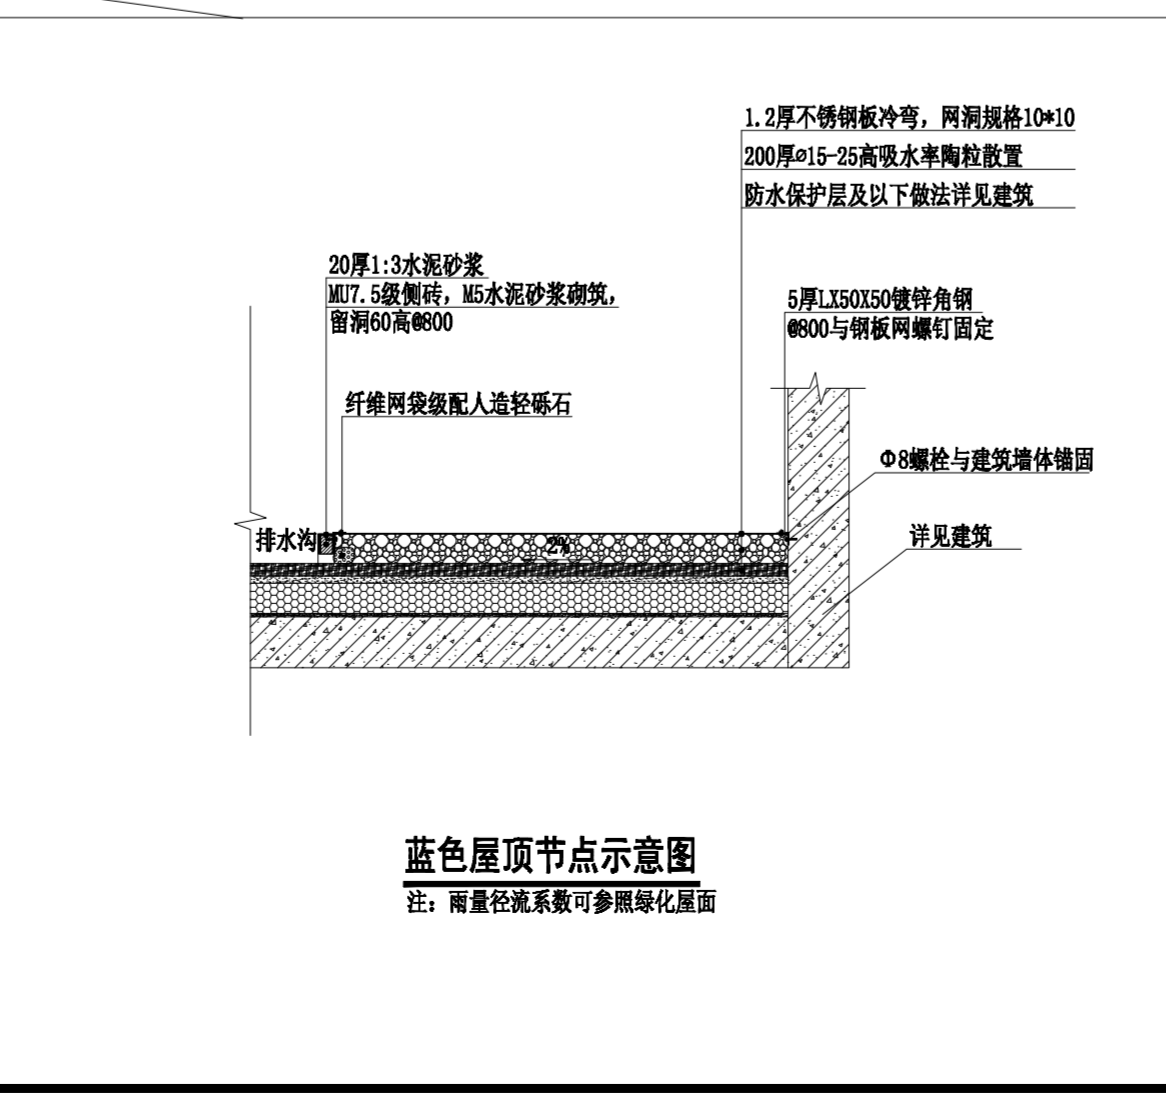 1.2厚不锈钢板冷弯，网洞规格10*10
200厚⌀15-25高吸水率陶粒散置
防水保护层及以下做法详见建筑
20厚1:3水泥砂浆
MU7.5级侧砖，M5水泥砂浆砌筑，
留洞60高@800
5厚LX50X50镀锌角钢
@800与钢板网螺钉固定
纤维网袋级配人造轻砾石
Φ8螺栓与建筑墙体锚固
详见建筑
排水沟
2%
蓝色屋顶节点示意图
注：雨量径流系数可参照绿化屋面